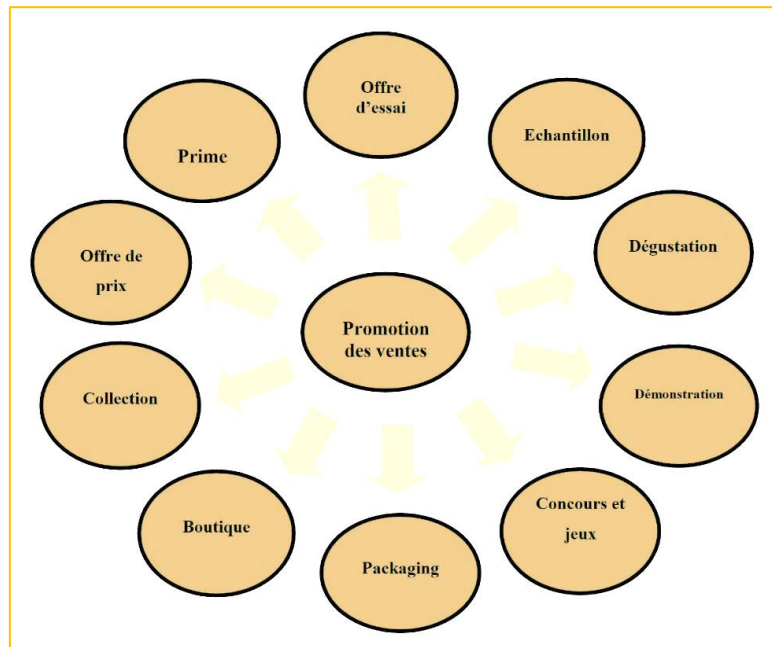 Offre
d'essai
Echantillon
Dégustation
Démonstration
Concours et
jeux
Packaging
Boutique
Collection
Offre de
prix
Prime
Promotion
des ventes